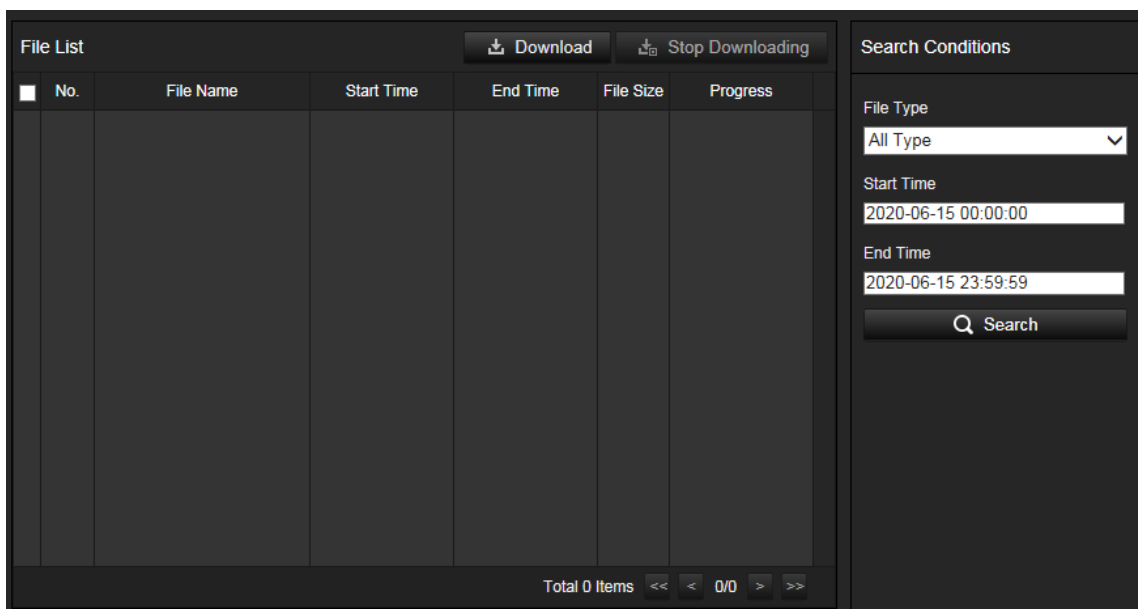 File List
Download
Stop Downloading
No. File Name Start Time End Time File Size Progress
Total 0 Items << < 0/0 > >>
Search Conditions
File Type
All Type
Start Time
2020-06-15 00:00:00
End Time
2020-06-15 23:59:59
Search